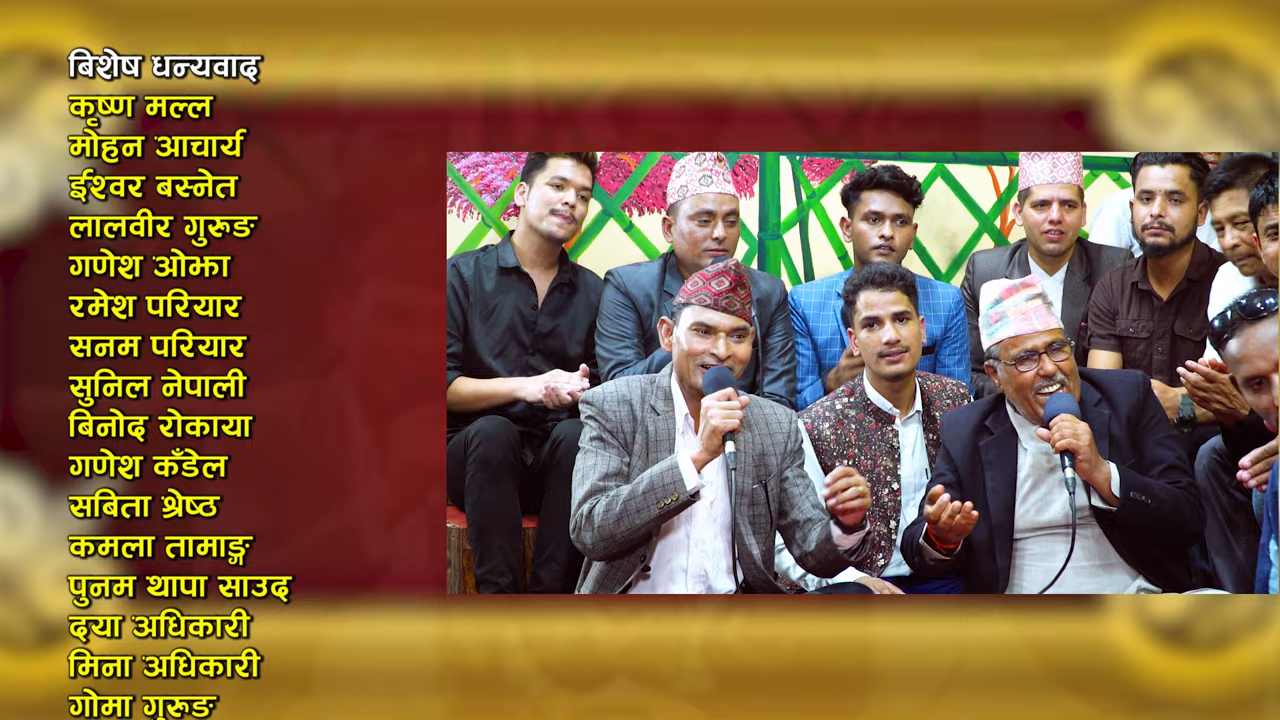 बिशेष धन्यवाद
कृष्ण मल्ल
मोहन आचार्य
ईश्वर बस्नेत
लालवीर गुरूङ
गणेश ओझा
रमेश परियार
सनम परियार
सुनिल नेपाली
बिनोद रोकाया
गणेश कँडेल
सबिता श्रेष्ठ
कमला तामाङ्ग
पुनम थापा साउद
दया अधिकारी
मिना अधिकारी
गोमा गुरूङ